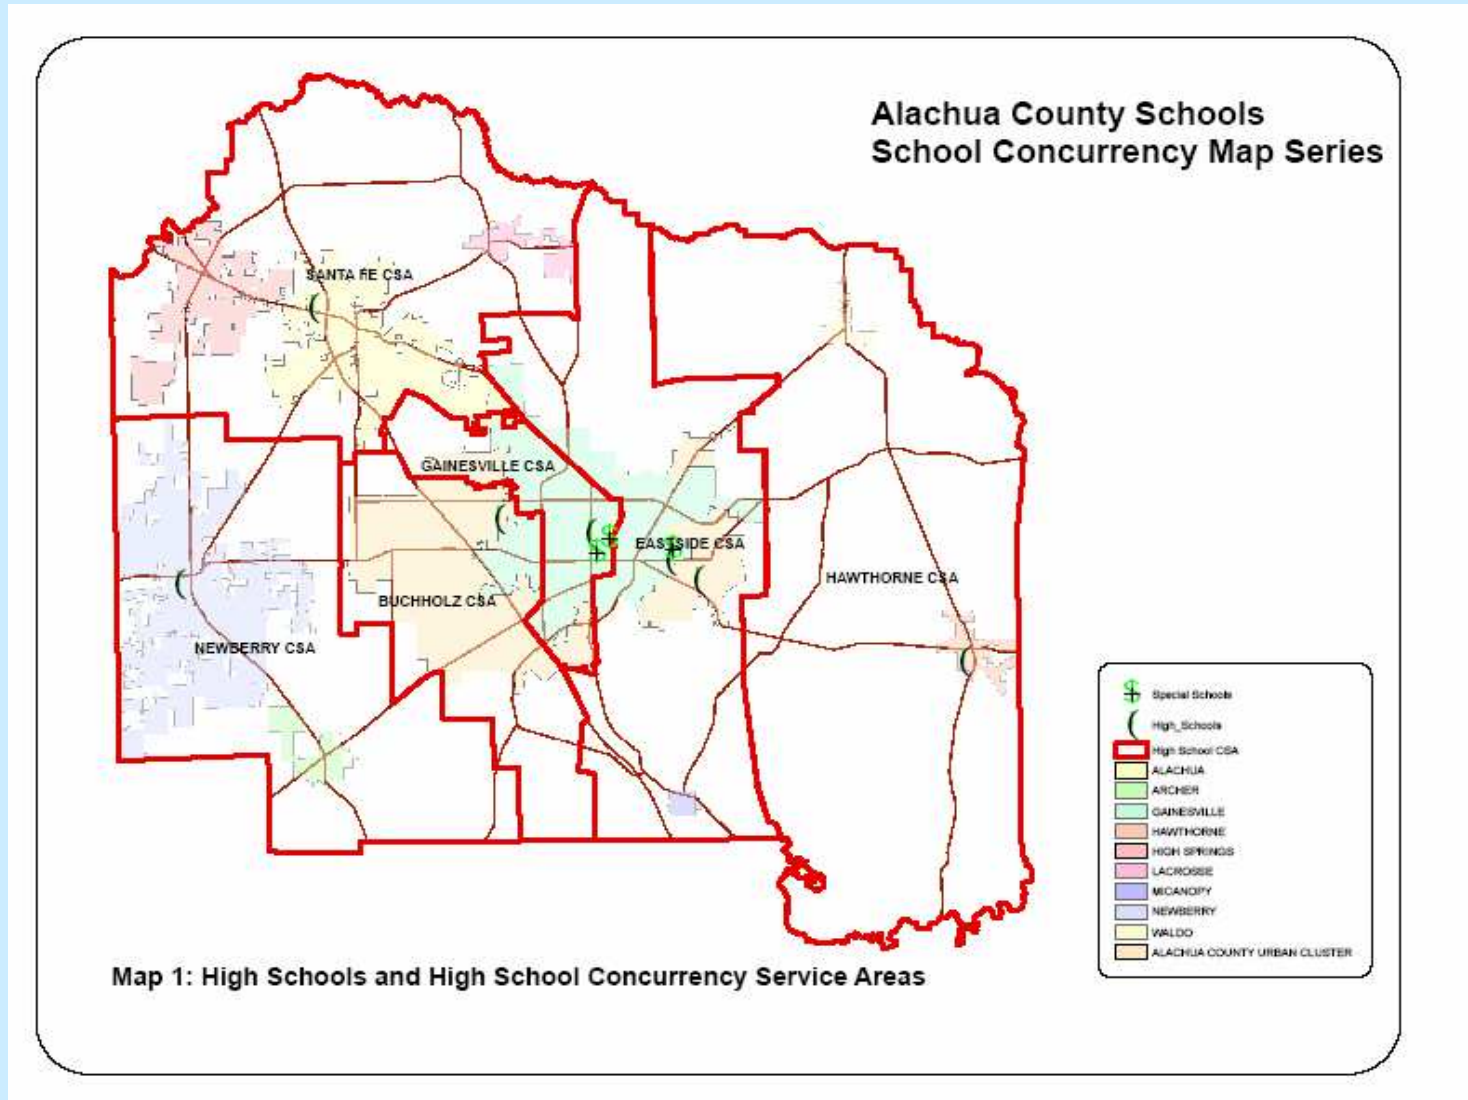 Alachua County Schools
School Concurrency Map Series
SANTA FE CSA
GAINESVILLE CSA
EASTSIDE CSA
HAWTHORNE CSA
BUCHHOLZ CSA
NEWBERRY CSA
Special Schools
High_Schools
High School CSA
ALACHUA
ARCHER
GAINESVILLE
HAWTHORNE
HIGH SPRINGS
LACROSSE
MICANOPY
NEWBERRY
WALDO
ALACHUA COUNTY URBAN CLUSTER
Map 1: High Schools and High School Concurrency Service Areas